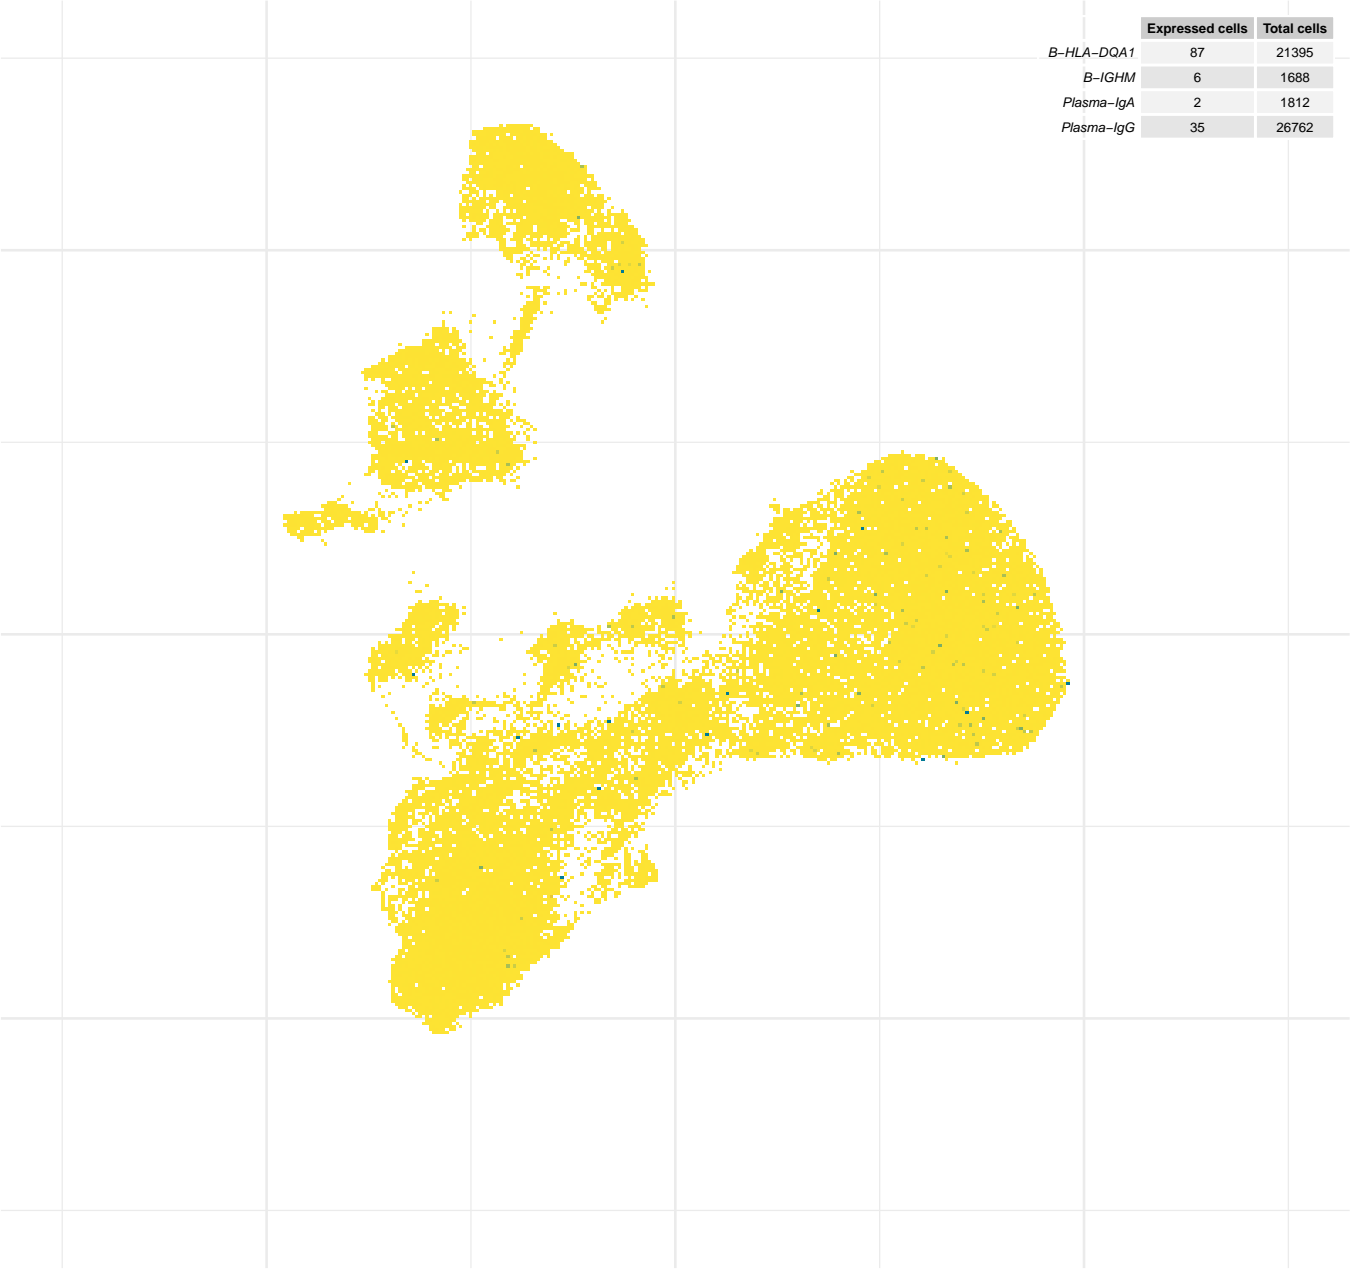 Expressed cells Total cells
B−HLA−DQA1 87 21395
B−IGHM 6 1688
Plasma−IgA 2 1812
Plasma−IgG 35 26762